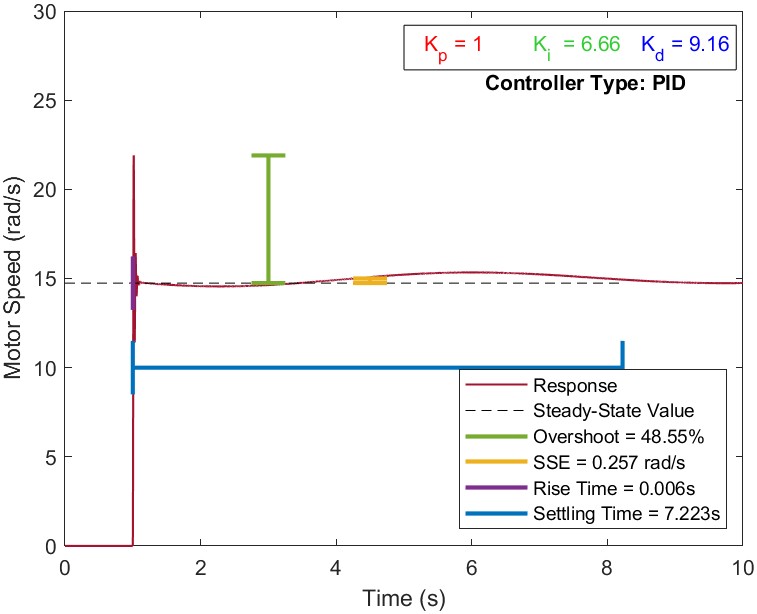 30
25
20
15
10
5
0
Motor Speed (rad/s)
K_p = 1 K_i = 6.66 K_d = 9.16
Controller Type: PID
Response
Steady-State Value
Overshoot = 48.55%
SSE = 0.257 rad/s
Rise Time = 0.006s
Settling Time = 7.223s
0 2 4 6 8 10
Time (s)